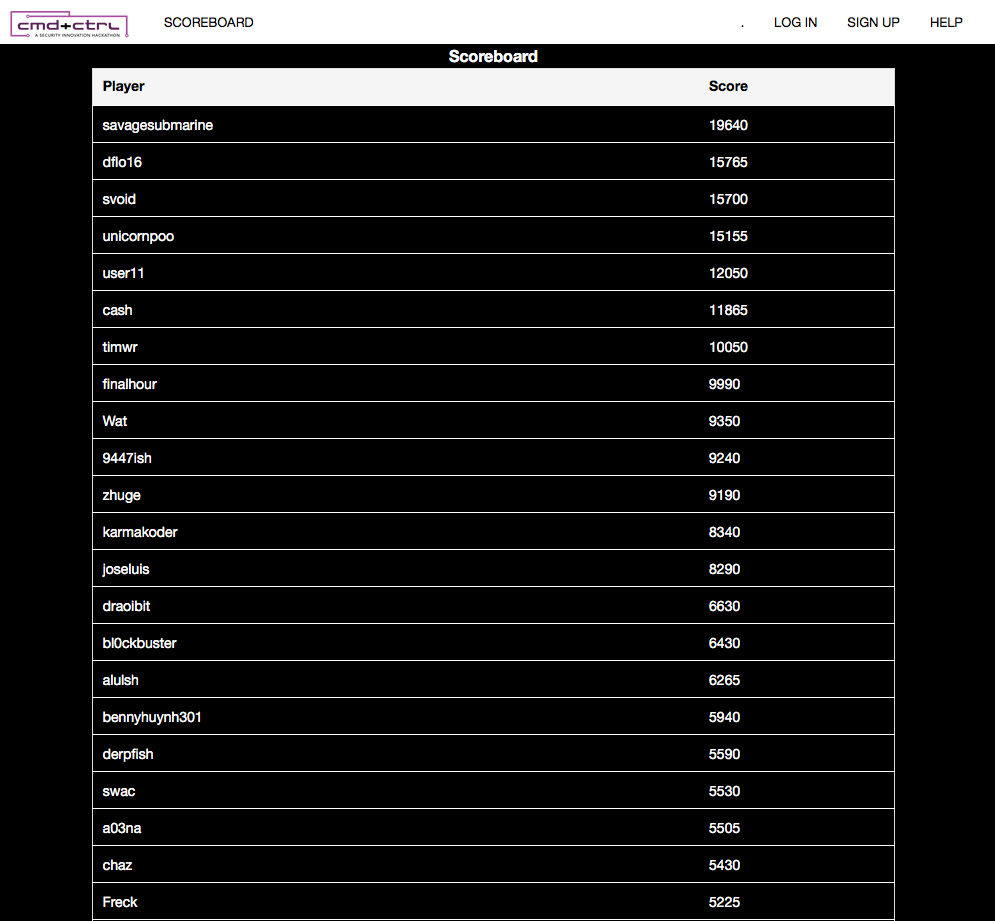 cmd+ctrl
A SECURITY INNOVATION HACKATHON
SCOREBOARD . LOG IN SIGN UP HELP
Scoreboard
Player Score
savagesubmarine 19640
dflo16 15765
svoid 15700
unicornpoo 15155
user11 12050
cash 11865
timwr 10050
finalhour 9990
Wat 9350
9447ish 9240
zhuge 9190
karmakoder 8340
joseluis 8290
draoibit 6630
bl0ckbuster 6430
alulsh 6265
bennyhuynh301 5940
derpfish 5590
swac 5530
a03na 5505
chaz 5430
Freck 5225